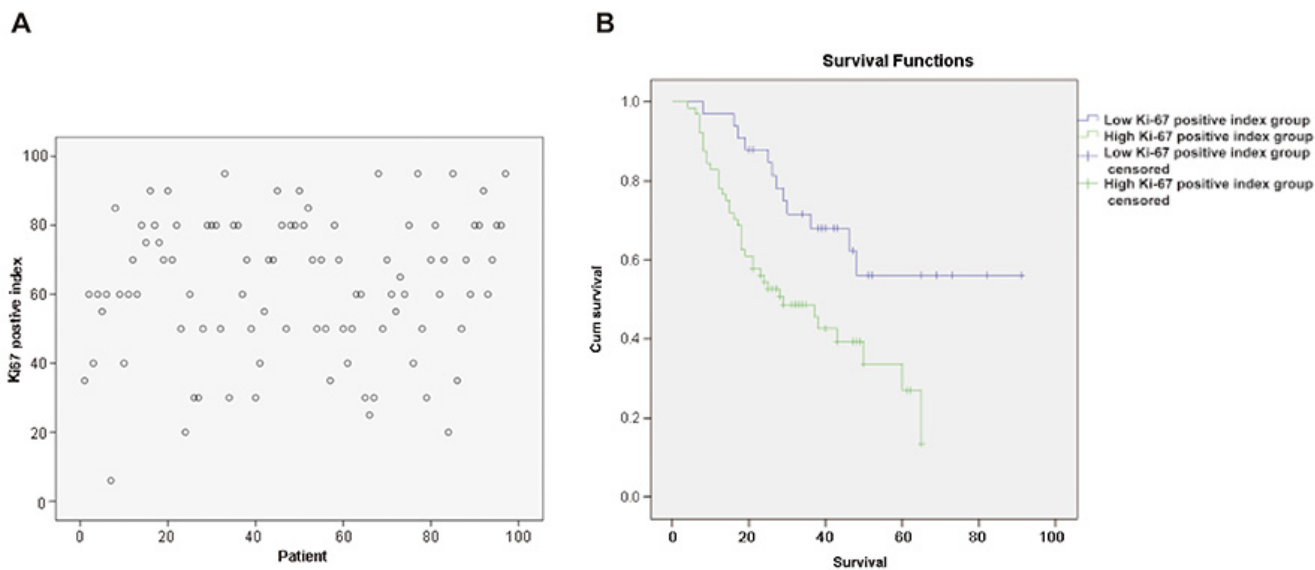 A
B
Survival Functions
Low Ki-67 positive index group
High Ki-67 positive index group
Low Ki-67 positive index group
censored
High Ki-67 positive index group
censored
Ki67 postive index
100
80
60
40
20
0
0 20 40 60 80 100
Patient
Cum survival
1.0
0.8
0.6
0.4
0.2
0.0
0 20 40 60 80 100
Survival